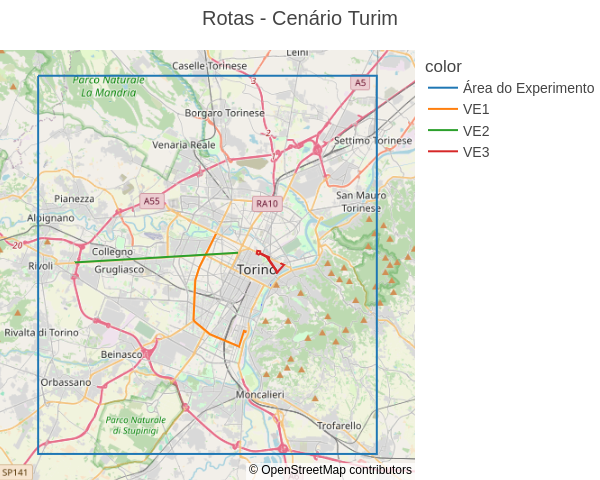 Rotas - Cenário Turim
color
Área do Experimento
VE1
VE2
VE3
Leini
Caselle Torinese
Parco Naturale
La Mandria
3
A5
Borgaro Torinese
2
Venaria Reale
Settimo Torinese
Pianezza
A55
RA10
San Mauro
Torinese
Alpignano
20
Collegno
Rivoli
Grugliasco
Torino
Rivalta di Torino
Beinasco
Orbassano
Moncalieri
Parco Naturale
di Stupinigi
Trofarello
SP141
© OpenStreetMap contributors